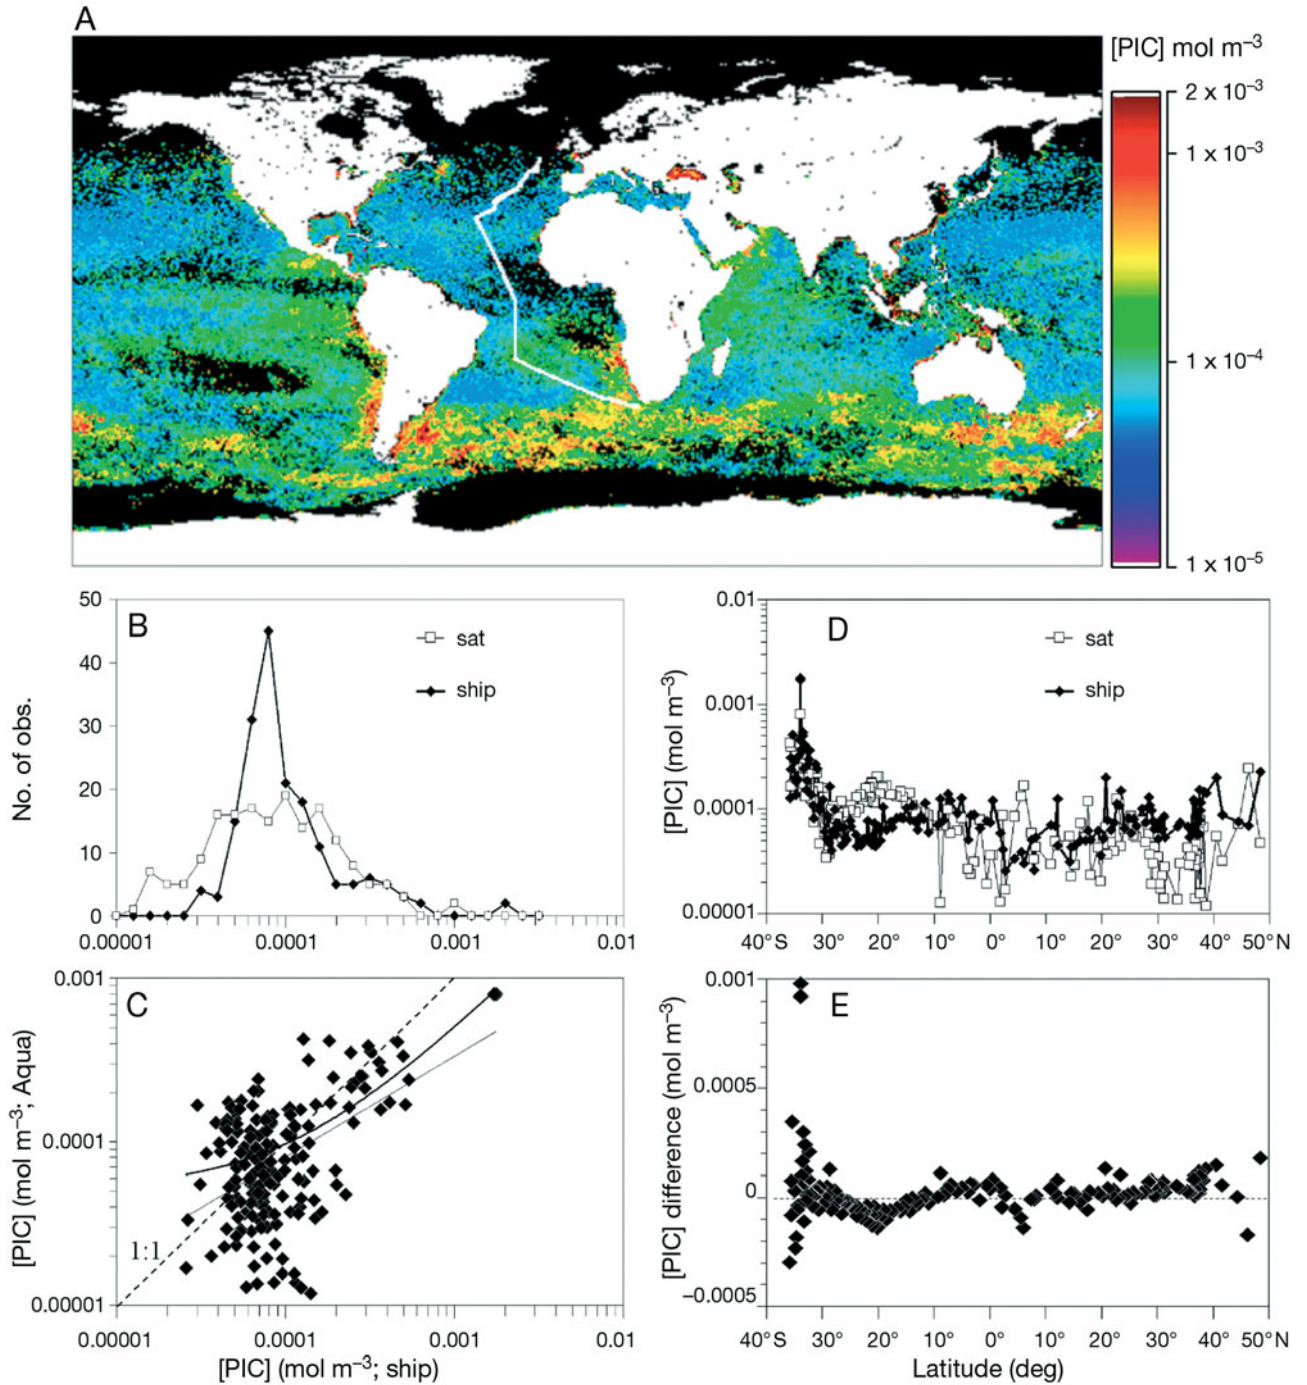 A
[PIC] mol m⁻³
2 x 10⁻³
1 x 10⁻³
1 x 10⁻⁴
1 x 10⁻⁵
B
50
40
30
20
10
0
No. of obs.
sat
ship
0.00001
0.0001
0.001
0.01
D
0.01
0.001
0.0001
0.00001
[PIC] (mol m⁻³)
sat
ship
40°S
30°
20°
10°
0°
10°
20°
30°
40°
50°N
C
0.001
0.0001
0.00001
[PIC] (mol m⁻³; Aqua)
1:1
0.00001
0.0001
0.001
0.01
[PIC] (mol m⁻³; ship)
E
0.001
0.0005
0
−0.0005
[PIC] difference (mol m⁻³)
40°S
30°
20°
10°
0°
10°
20°
30°
40°
50°N
Latitude (deg)